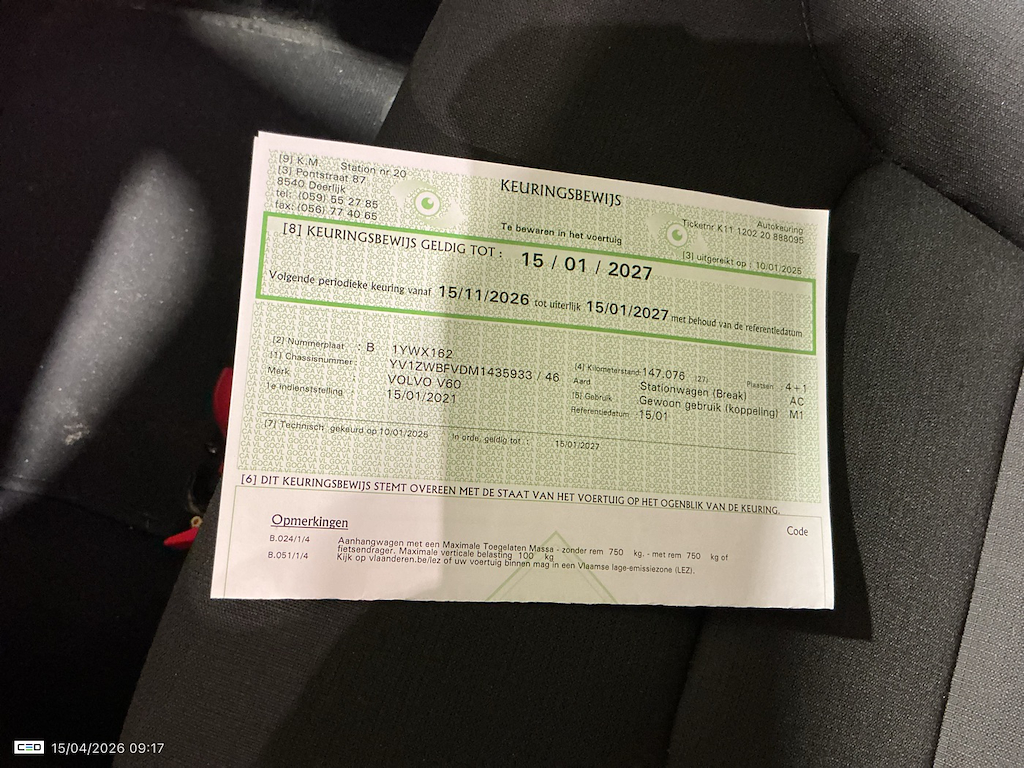 [9] K.M. Station nr 20
[3] Pontstraat 87
8540 Deerlijk
tel: (059) 55 27 85
fax: (056) 77 40 65
KEURINGSBEWIJS
Te bewaren in het voertuig
Autokeuring
Ticketnr K11 1202 20 888095
[3] uitgereikt op : 10/01/2025
[8] KEURINGSBEWIJS GELDIG TOT : 15 / 01 / 2027
Volgende periodieke keuring vanaf 15/11/2026 tot uiterlijk 15/01/2027 met behoud van de referentiedatum
[2] Nummerplaat : B 1YWX162
[1] Chassisnummer : YV1ZWBFVDM1435933 / 46
Merk VOLVO V60
1e Indienststelling : 15/01/2021
[4] Kilometerstand: 147.076 (27) Plaatsen 4+1
Aard Stationwagen (Break) AC
[5] Gebruik Gewoon gebruik (koppeling) M1
Referentiedatum 15/01
[7] Technisch gekeurd op 10/01/2025 In orde, geldig tot : 15/01/2027
[6] DIT KEURINGSBEWIJS STEMT OVEREEN MET DE STAAT VAN HET VOERTUIG OP HET OGENBLIK VAN DE KEURING.
Opmerkingen Code
B.024/1/4 Aanhangwagen met een Maximale Toegelaten Massa - zonder rem 750 kg. - met rem 750 kg of
fietsendrager. Maximale verticale belasting 100 kg
B.051/1/4 Kijk op vlaanderen.be/lez of uw voertuig binnen mag in een Vlaamse lage-emissiezone (LEZ).
CEO 15/04/2026 09:17